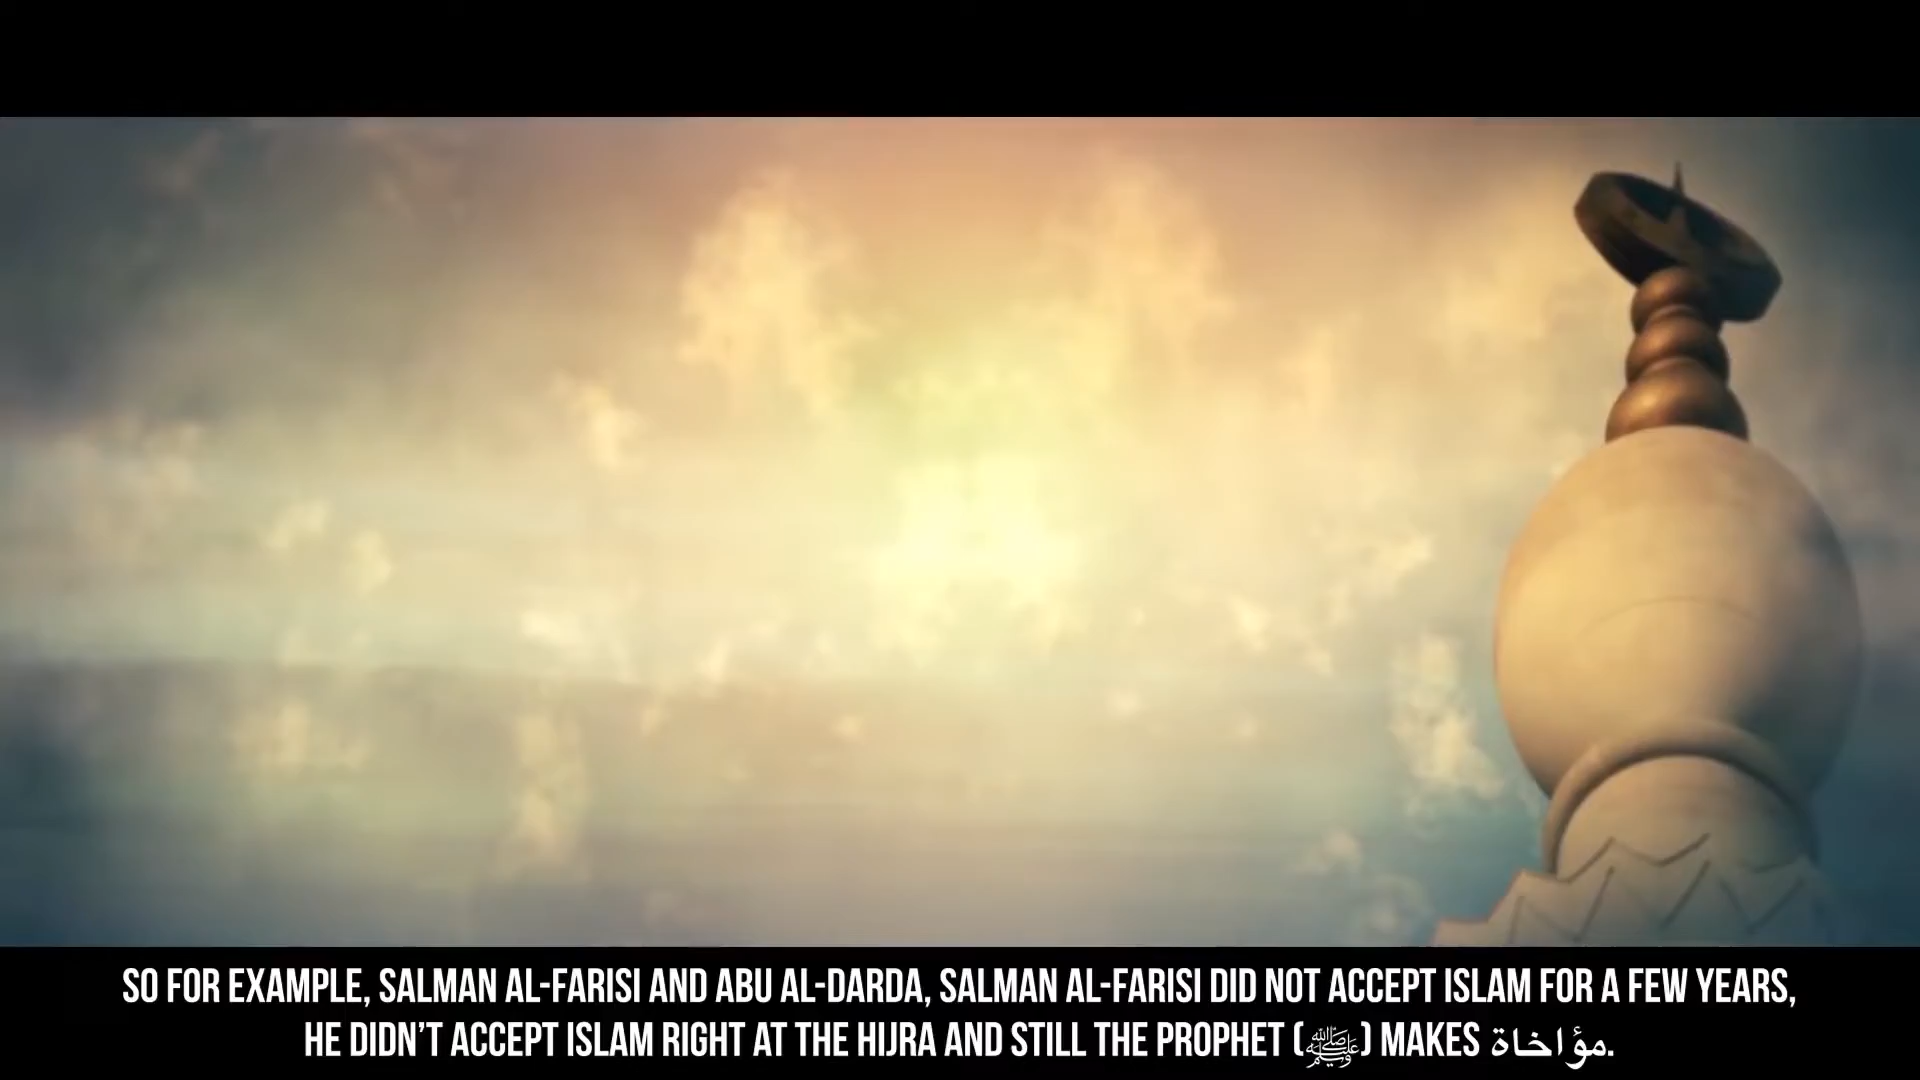 SO FOR EXAMPLE, SALMAN AL-FARISI AND ABU AL-DARDA, SALMAN AL-FARISI DID NOT ACCEPT ISLAM FOR A FEW YEARS,
HE DIDN'T ACCEPT ISLAM RIGHT AT THE HIJRA AND STILL THE PROPHET (ﷺ) MAKES مؤاخاة.